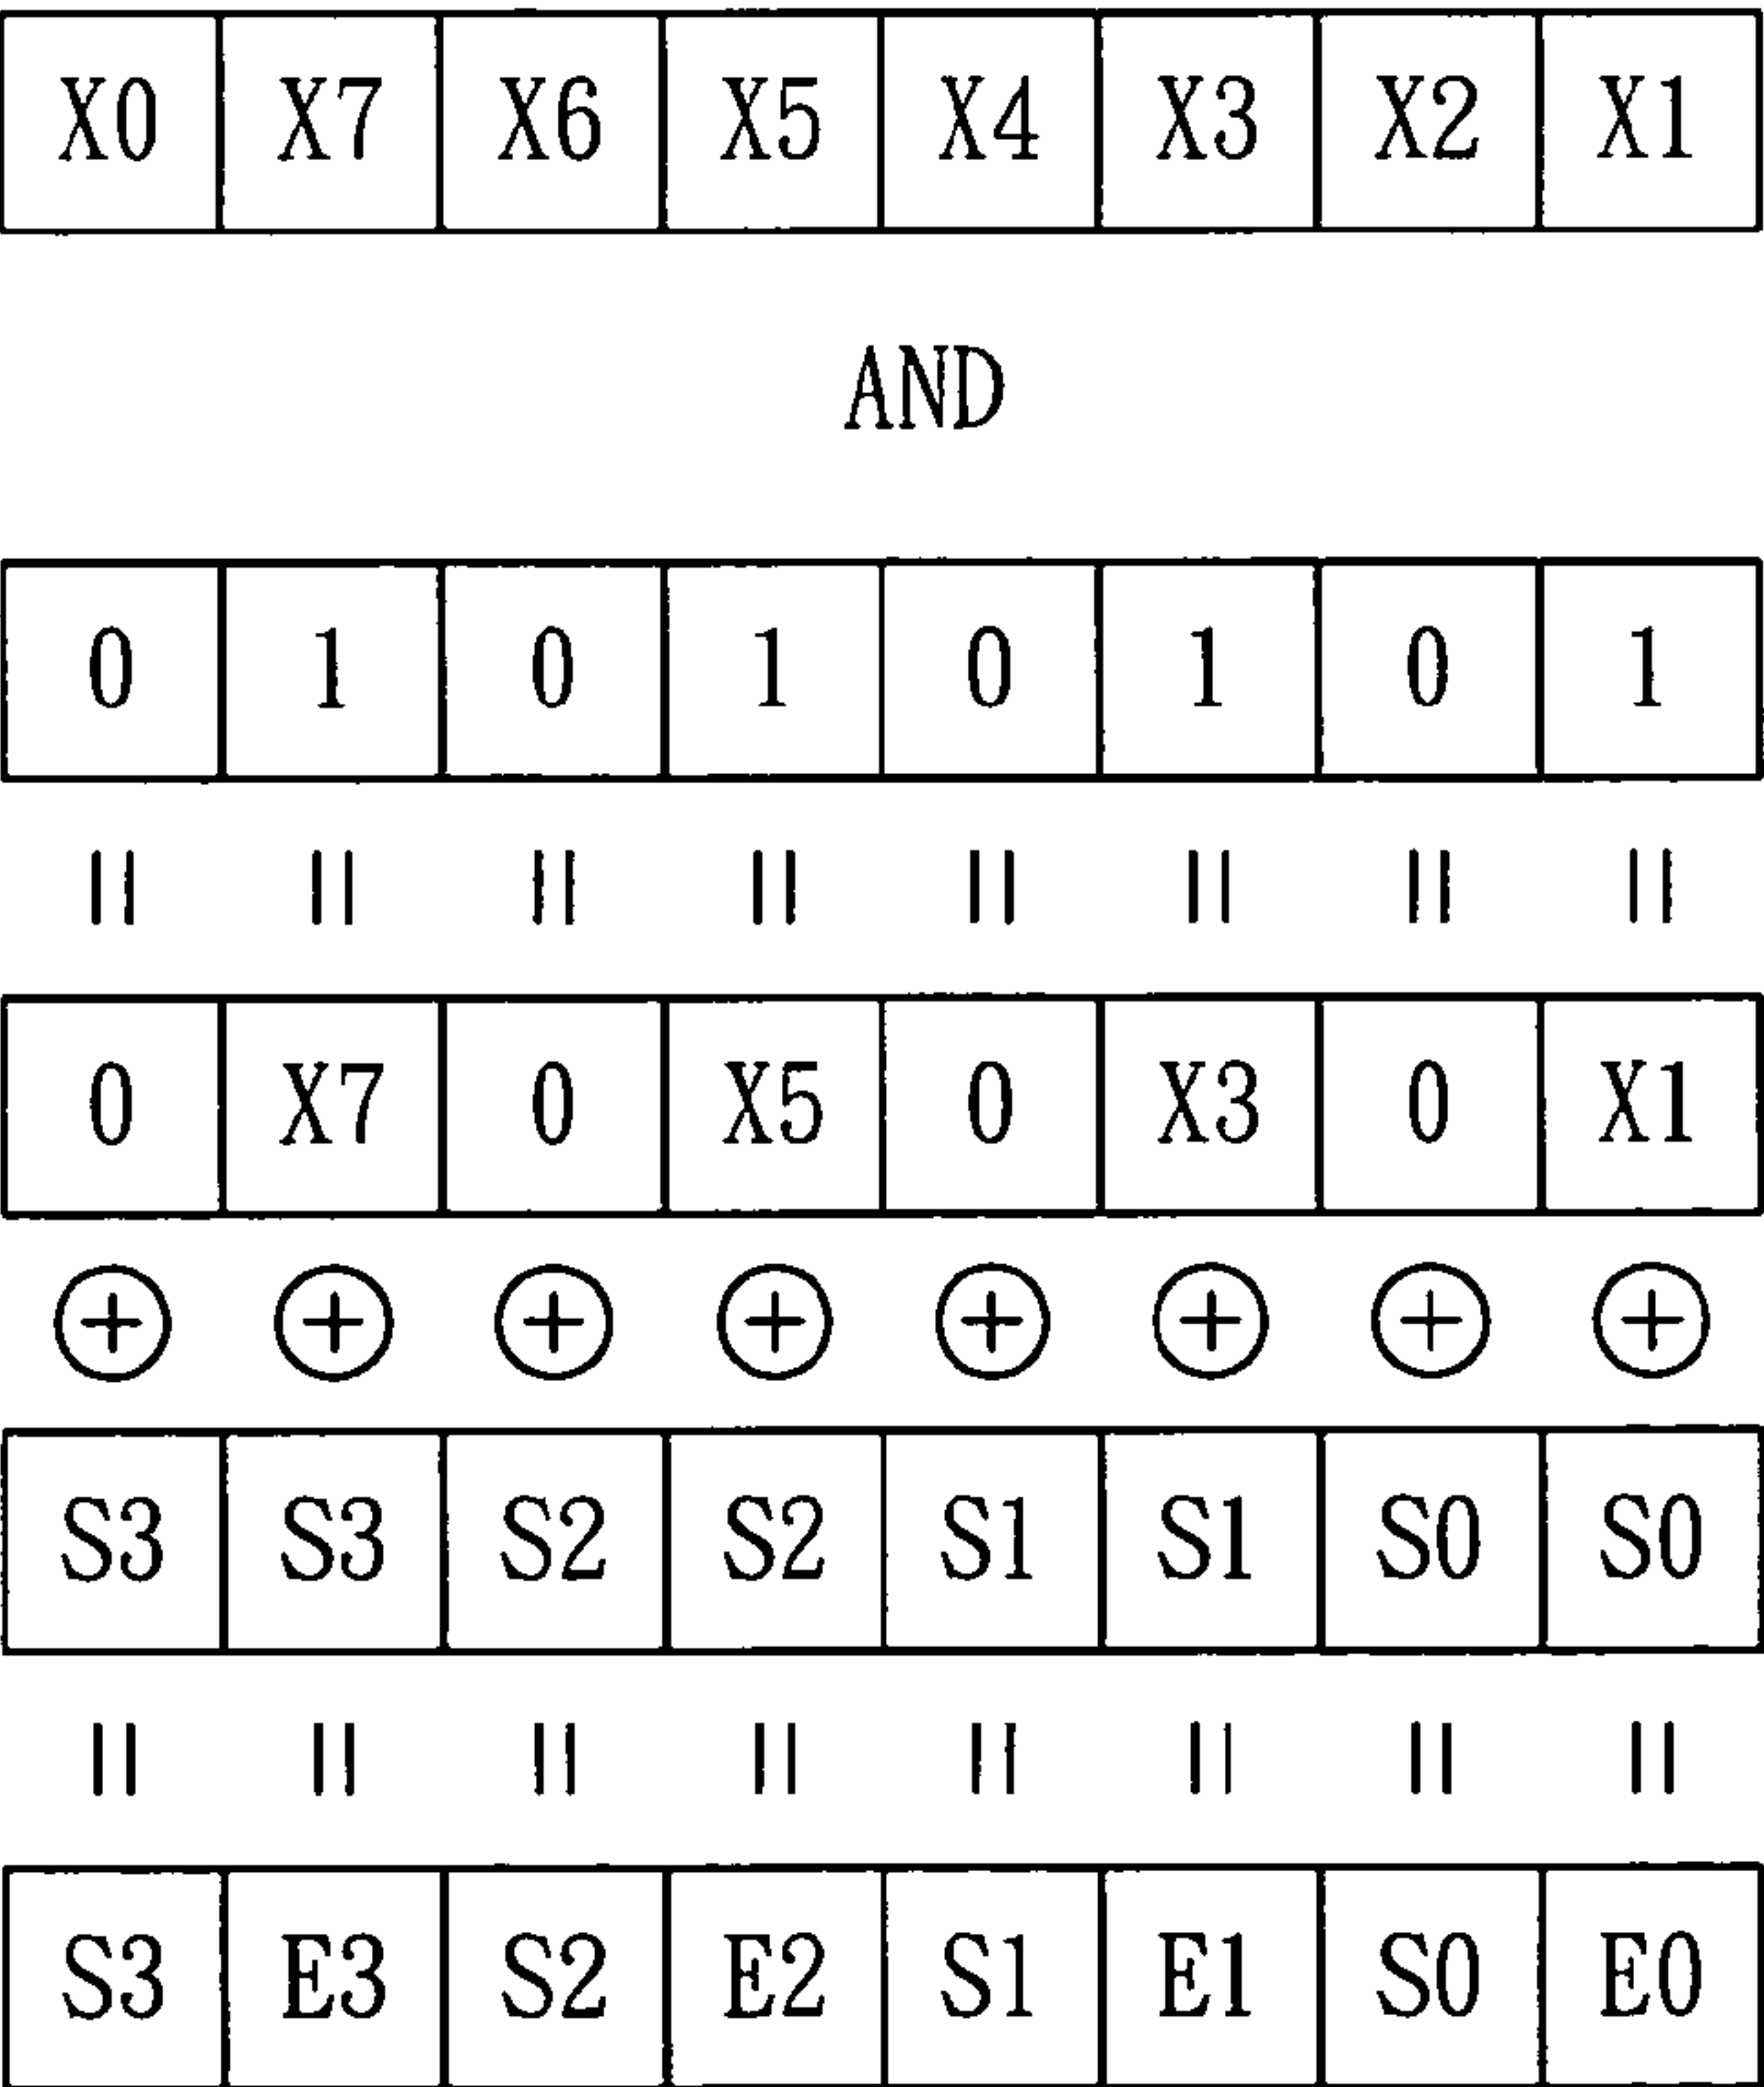 X0 X7 X6 X5 X4 X3 X2 X1
AND
0 1 0 1 0 1 0 1
|| || || || || || || ||
0 X7 0 X5 0 X3 0 X1
⊕ ⊕ ⊕ ⊕ ⊕ ⊕ ⊕ ⊕
S3 S3 S2 S2 S1 S1 S0 S0
|| || || || || || || ||
S3 E3 S2 E2 S1 E1 S0 E0